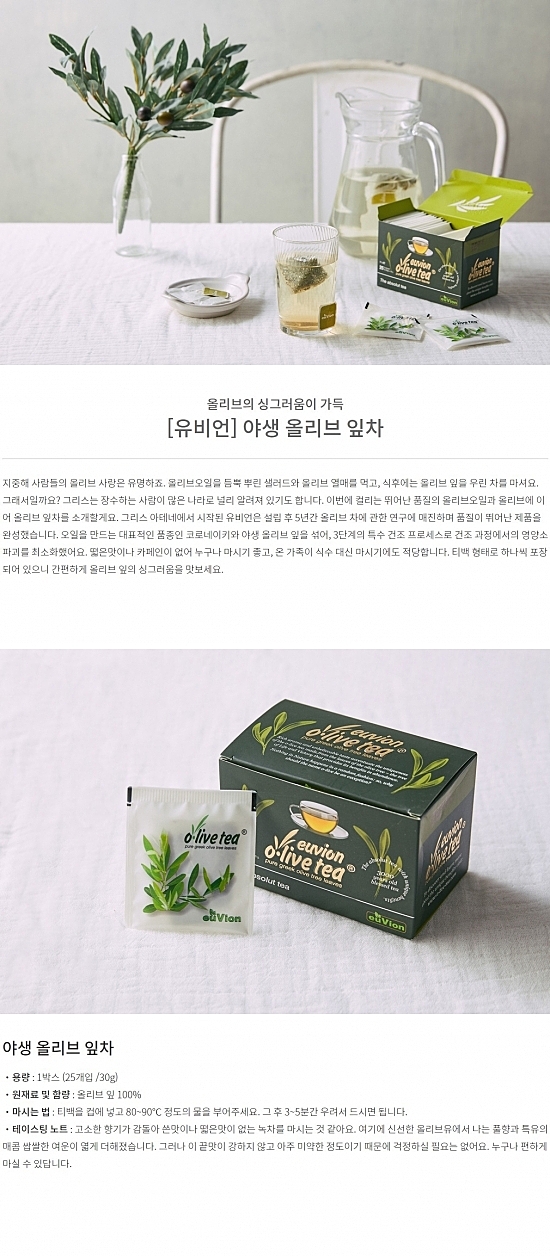 euvion
olive tea®
The absolut tea
euVion
올리브의 싱그러움이 가득
[유비언] 야생 올리브 잎차
지중해 사람들의 올리브 사랑은 유명하죠. 올리브오일을 듬뿍 뿌린 샐러드와 올리브 열매를 먹고, 식후에는 올리브 잎을 우린 차를 마셔요.
그래서일까요? 그리스는 장수하는 사람이 많은 나라로 널리 알려져 있기도 합니다. 이번에 컬리는 뛰어난 품질의 올리브오일과 올리브에 이
어 올리브 잎차를 소개할게요. 그리스 아테네에서 시작된 유비언은 설립 후 5년간 올리브 차에 관한 연구에 매진하며 품질이 뛰어난 제품을
완성했습니다. 오일을 만드는 대표적인 품종인 코로네이키와 야생 올리브 잎을 섞어, 3단계의 특수 건조 프로세스로 건조 과정에서의 영양소
파괴를 최소화했어요. 떫은맛이나 카페인이 없어 누구나 마시기 좋고, 온 가족이 식수 대신 마시기에도 적당합니다. 티백 형태로 하나씩 포장
되어 있으니 간편하게 올리브 잎의 싱그러움을 맛보세요.
euvion
olive tea®
pure greek olive tree leaves
euvion
olive tea®
pure greek olive tree leaves
absolut tea
euVion
olive tea®
pure greek olive tree leaves
euVion
야생 올리브 잎차
• 용량 : 1박스 (25개입 /30g)
• 원재료 및 함량 : 올리브 잎 100%
• 마시는 법 : 티백을 컵에 넣고 80~90℃ 정도의 물을 부어주세요. 그 후 3~5분간 우려서 드시면 됩니다.
• 테이스팅 노트 : 고소한 향기가 감돌아 쓴맛이나 떫은맛이 없는 녹차를 마시는 것 같아요. 여기에 신선한 올리브유에서 나는 풀향과 특유의
매콤 쌉쌀한 여운이 엷게 더해졌습니다. 그러나 이 끝맛이 강하지 않고 아주 미약한 정도이기 때문에 걱정하실 필요는 없어요. 누구나 편하게
마실 수 있답니다.